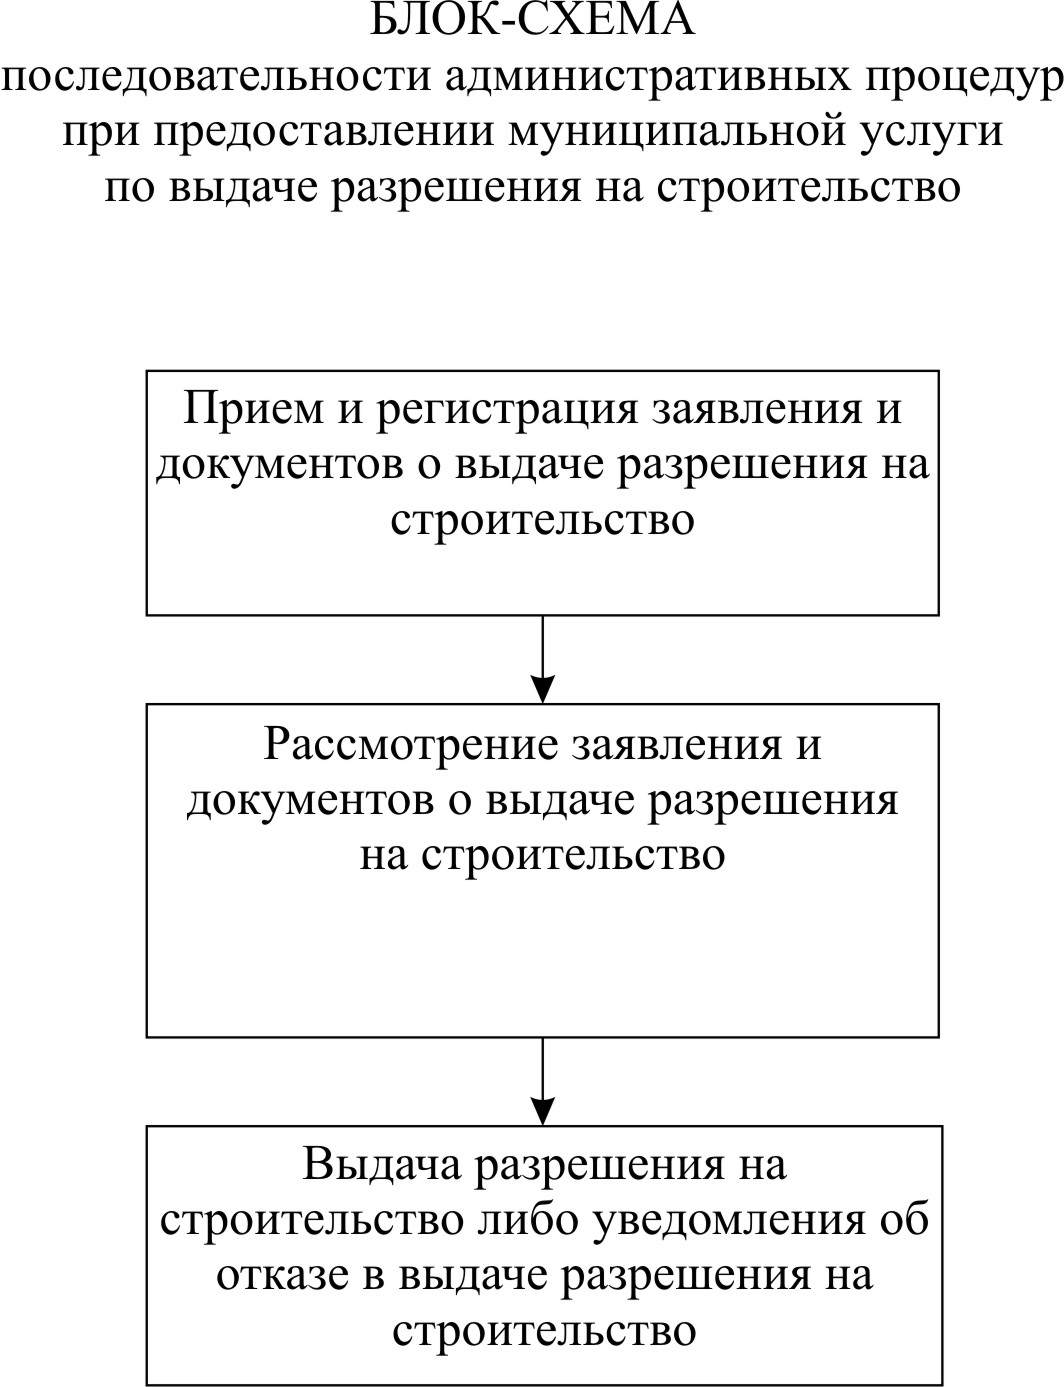 БЛОК-СХЕМА
последовательности административных процедур
при предоставлении муниципальной услуги
по выдаче разрешения на строительство
Прием и регистрация заявления и
документов о выдаче разрешения на
строительство
Рассмотрение заявления и
документов о выдаче разрешения
на строительство
Выдача разрешения на
строительство либо уведомления об
отказе в выдаче разрешения на
строительство